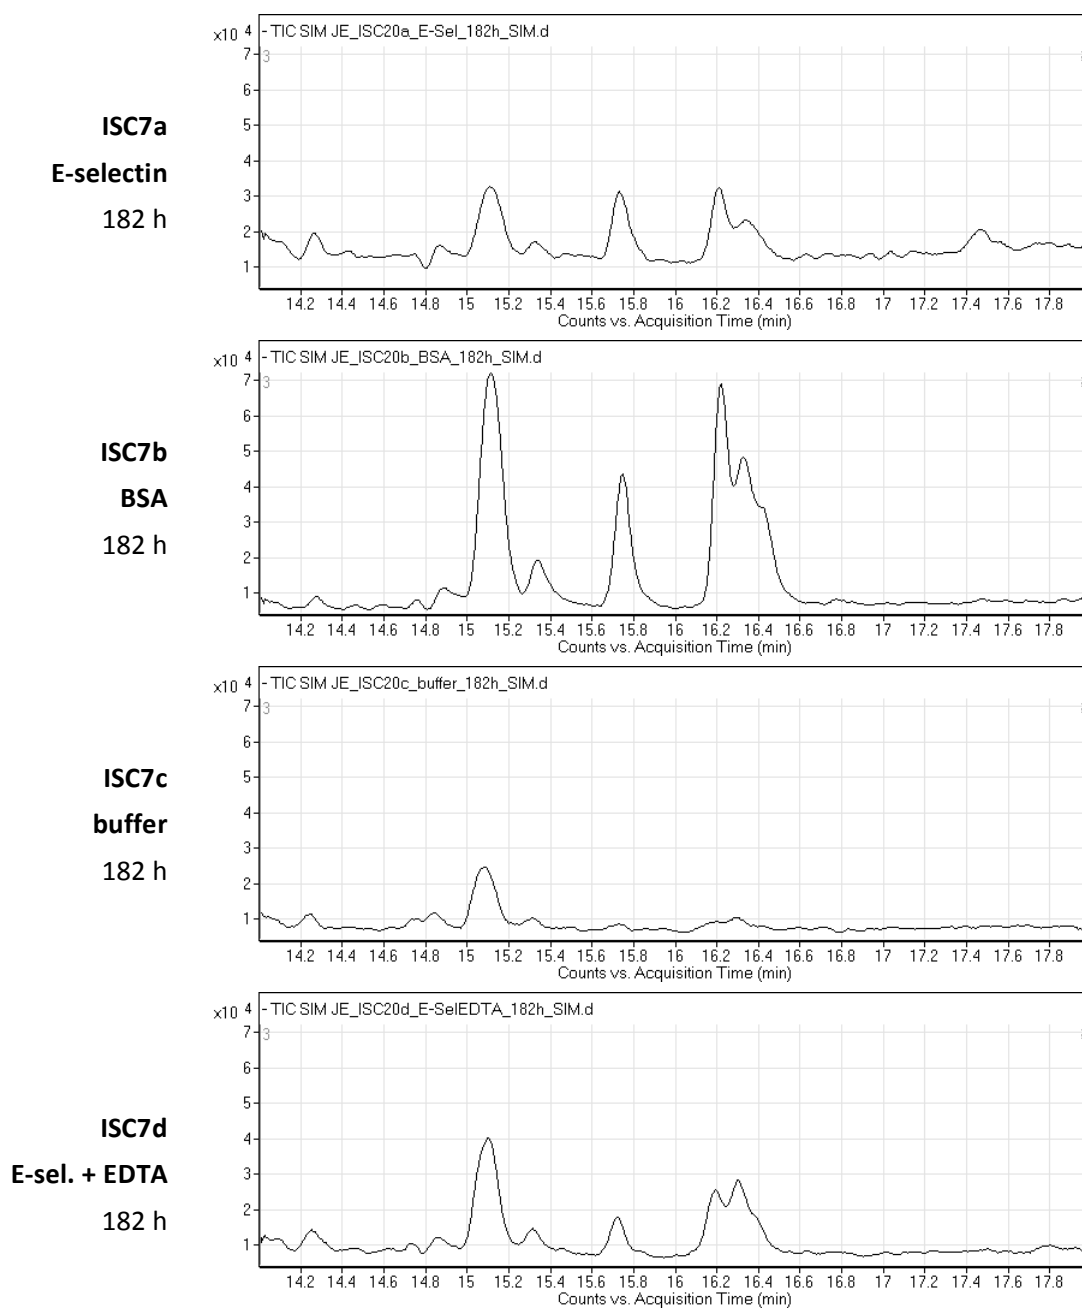 x10 4 - TIC SIM JE_ISC20a_E-Sel_182h_SIM.d
3
7
6
5
4
3
2
1
ISC7a
E-selectin
182 h
14.2 14.4 14.6 14.8 15 15.2 15.4 15.6 15.8 16 16.2 16.4 16.6 16.8 17 17.2 17.4 17.6 17.8
Counts vs. Acquisition Time (min)
x10 4 - TIC SIM JE_ISC20b_BSA_182h_SIM.d
3
7
6
5
4
3
2
1
ISC7b
BSA
182 h
14.2 14.4 14.6 14.8 15 15.2 15.4 15.6 15.8 16 16.2 16.4 16.6 16.8 17 17.2 17.4 17.6 17.8
Counts vs. Acquisition Time (min)
x10 4 - TIC SIM JE_ISC20c_buffer_182h_SIM.d
3
7
6
5
4
3
2
1
ISC7c
buffer
182 h
14.2 14.4 14.6 14.8 15 15.2 15.4 15.6 15.8 16 16.2 16.4 16.6 16.8 17 17.2 17.4 17.6 17.8
Counts vs. Acquisition Time (min)
x10 4 - TIC SIM JE_ISC20d_E-SelEDTA_182h_SIM.d
3
7
6
5
4
3
2
1
ISC7d
E-sel. + EDTA
182 h
14.2 14.4 14.6 14.8 15 15.2 15.4 15.6 15.8 16 16.2 16.4 16.6 16.8 17 17.2 17.4 17.6 17.8
Counts vs. Acquisition Time (min)